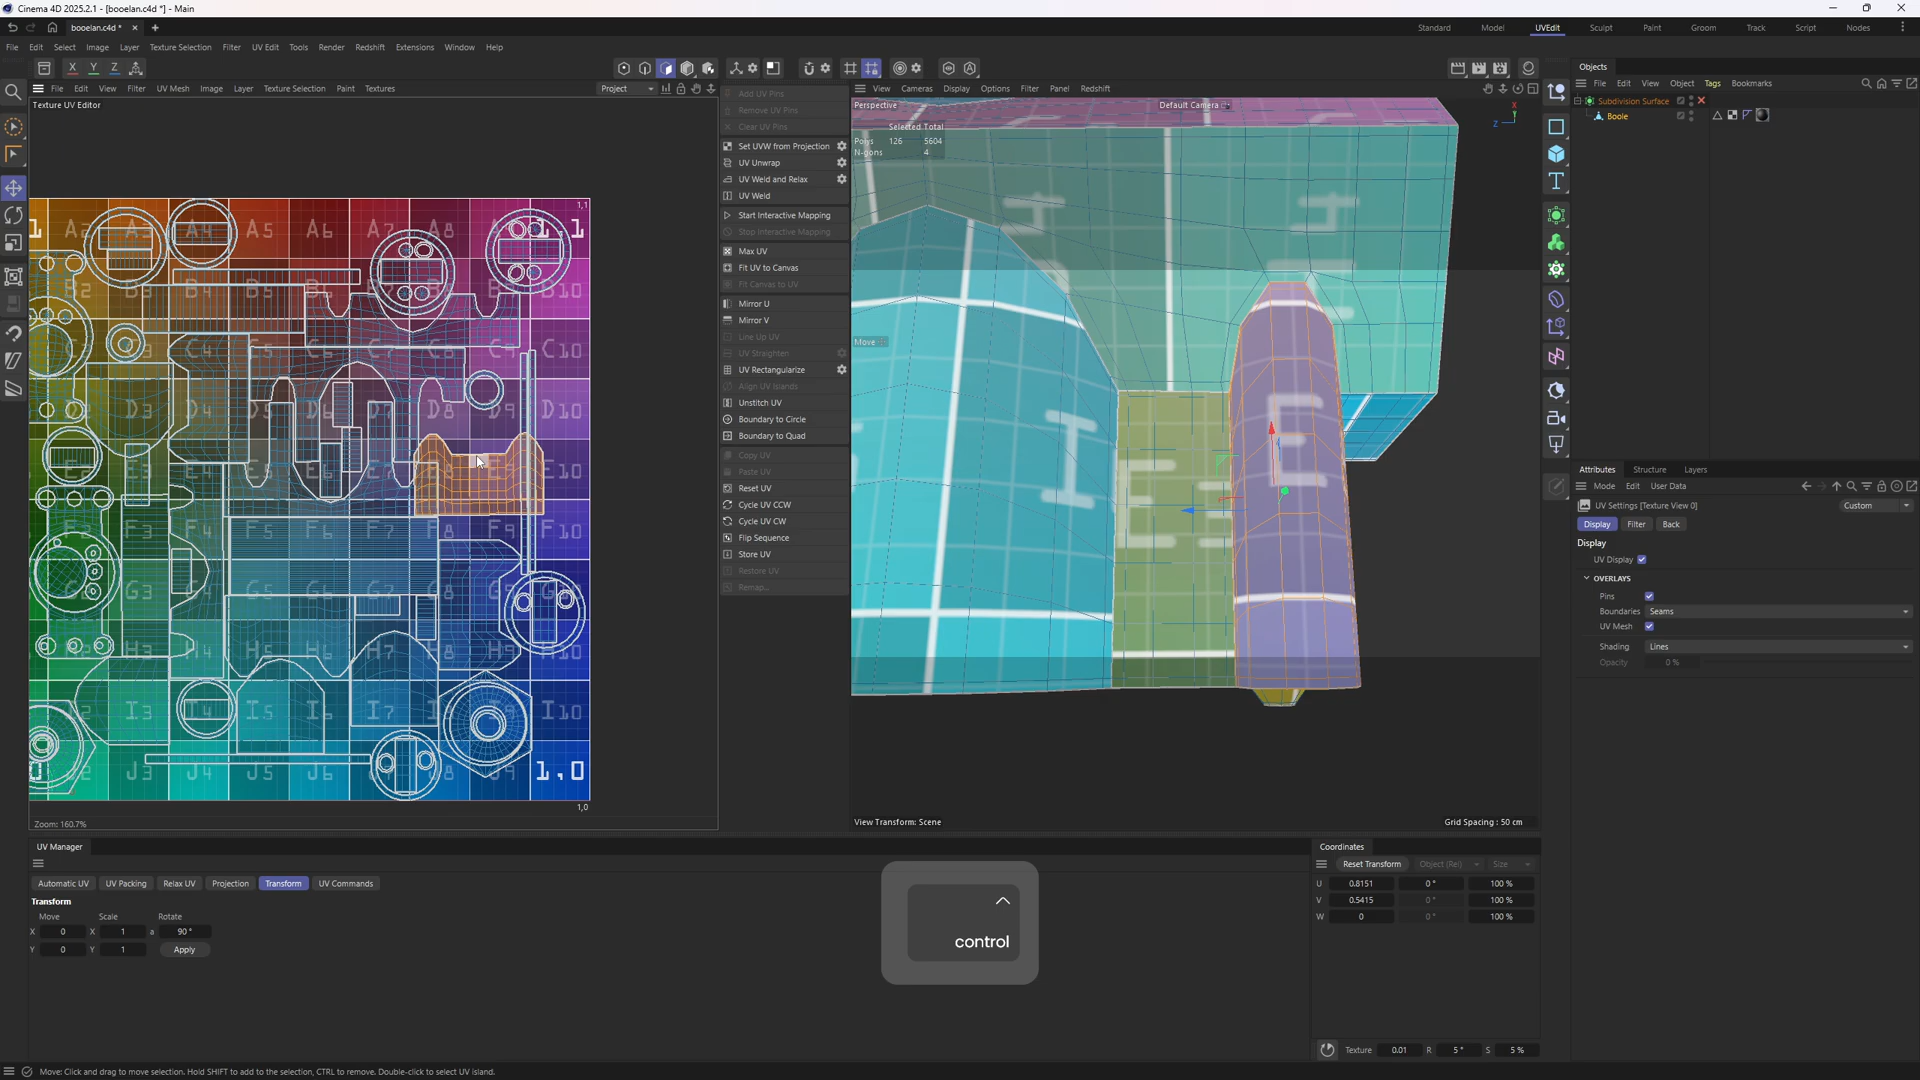 Cinema 4D 2025.2.1 - [booelan.c4d *] - Main
booelan.c4d *
Standard
Model
UVEdit
Sculpt
Paint
Groom
Track
Script
Nodes
File Edit Select Image Layer Texture Selection Filter UV Edit Tools Render Redshift Extensions Window Help
X Y Z
File Edit View Filter UV Mesh Image Layer Texture Selection Paint Textures
Project
Texture UV Editor
1,1
1,0
1,0
Zoom: 160.7%
Add UV Pins
Remove UV Pins
Clear UV Pins
Set UVW from Projection
UV Unwrap
UV Weld and Relax
UV Weld
Start Interactive Mapping
Stop Interactive Mapping
Max UV
Fit UV to Canvas
Fit Canvas to UV
Mirror U
Mirror V
Line Up UV
UV Straighten
UV Rectangularize
Align UV Islands
Unstitch UV
Boundary to Circle
Boundary to Quad
Copy UV
Paste UV
Reset UV
Cycle UV CCW
Cycle UV CW
Flip Sequence
Store UV
Restore UV
Remap...
View Cameras Display Options Filter Panel Redshift
Perspective
Default Camera
Selected Total
Polys 126 5604
N-gons 4
Move
View Transform: Scene
Grid Spacing : 50 cm
Objects
File Edit View Object Tags Bookmarks
Subdivision Surface
Boole
Attributes Structure Layers
Mode Edit User Data
UV Settings [Texture View 0]
Custom
Display Filter Back
Display
UV Display
OVERLAYS
Pins
Boundaries Seams
UV Mesh
Shading Lines
Opacity 0 %
UV Manager
Automatic UV UV Packing Relax UV Projection Transform UV Commands
Transform
Move Scale Rotate
X 0 X 1 a 90°
Y 0 Y 1 Apply
control
Coordinates
Reset Transform Object (Rel) Size
U 0.8151 0° 100 %
V 0.5415 0° 100 %
W 0 0° 100 %
Texture 0.01 R 5° S 5 %
Move: Click and drag to move selection. Hold SHIFT to add to the selection, CTRL to remove. Double-click to select UV island.